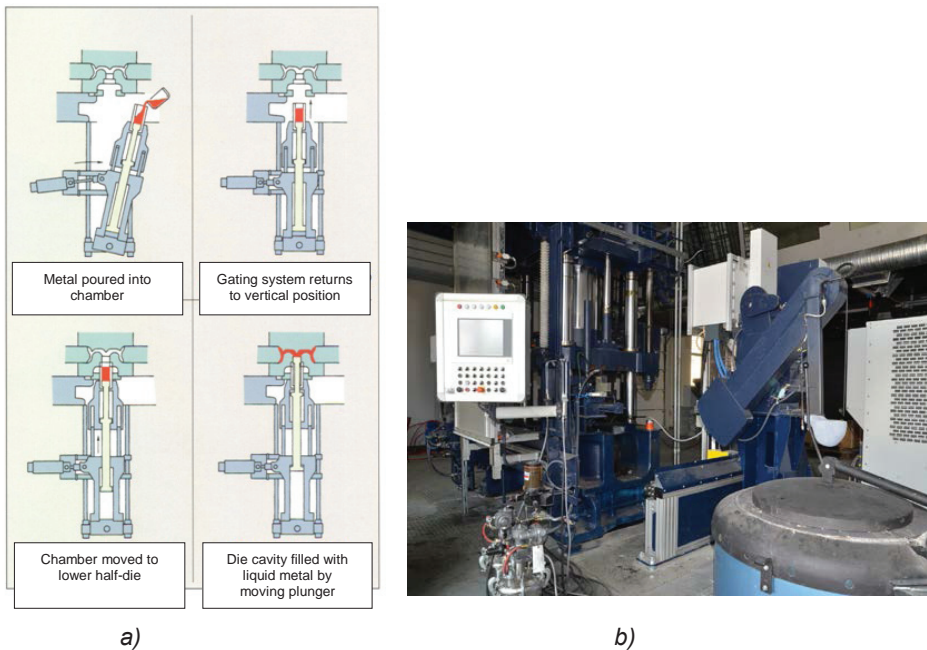 Metal poured into
chamber
Gating system returns
to vertical position
Chamber moved to
lower half-die
Die cavity filled with
liquid metal by
moving plunger
a)
b)